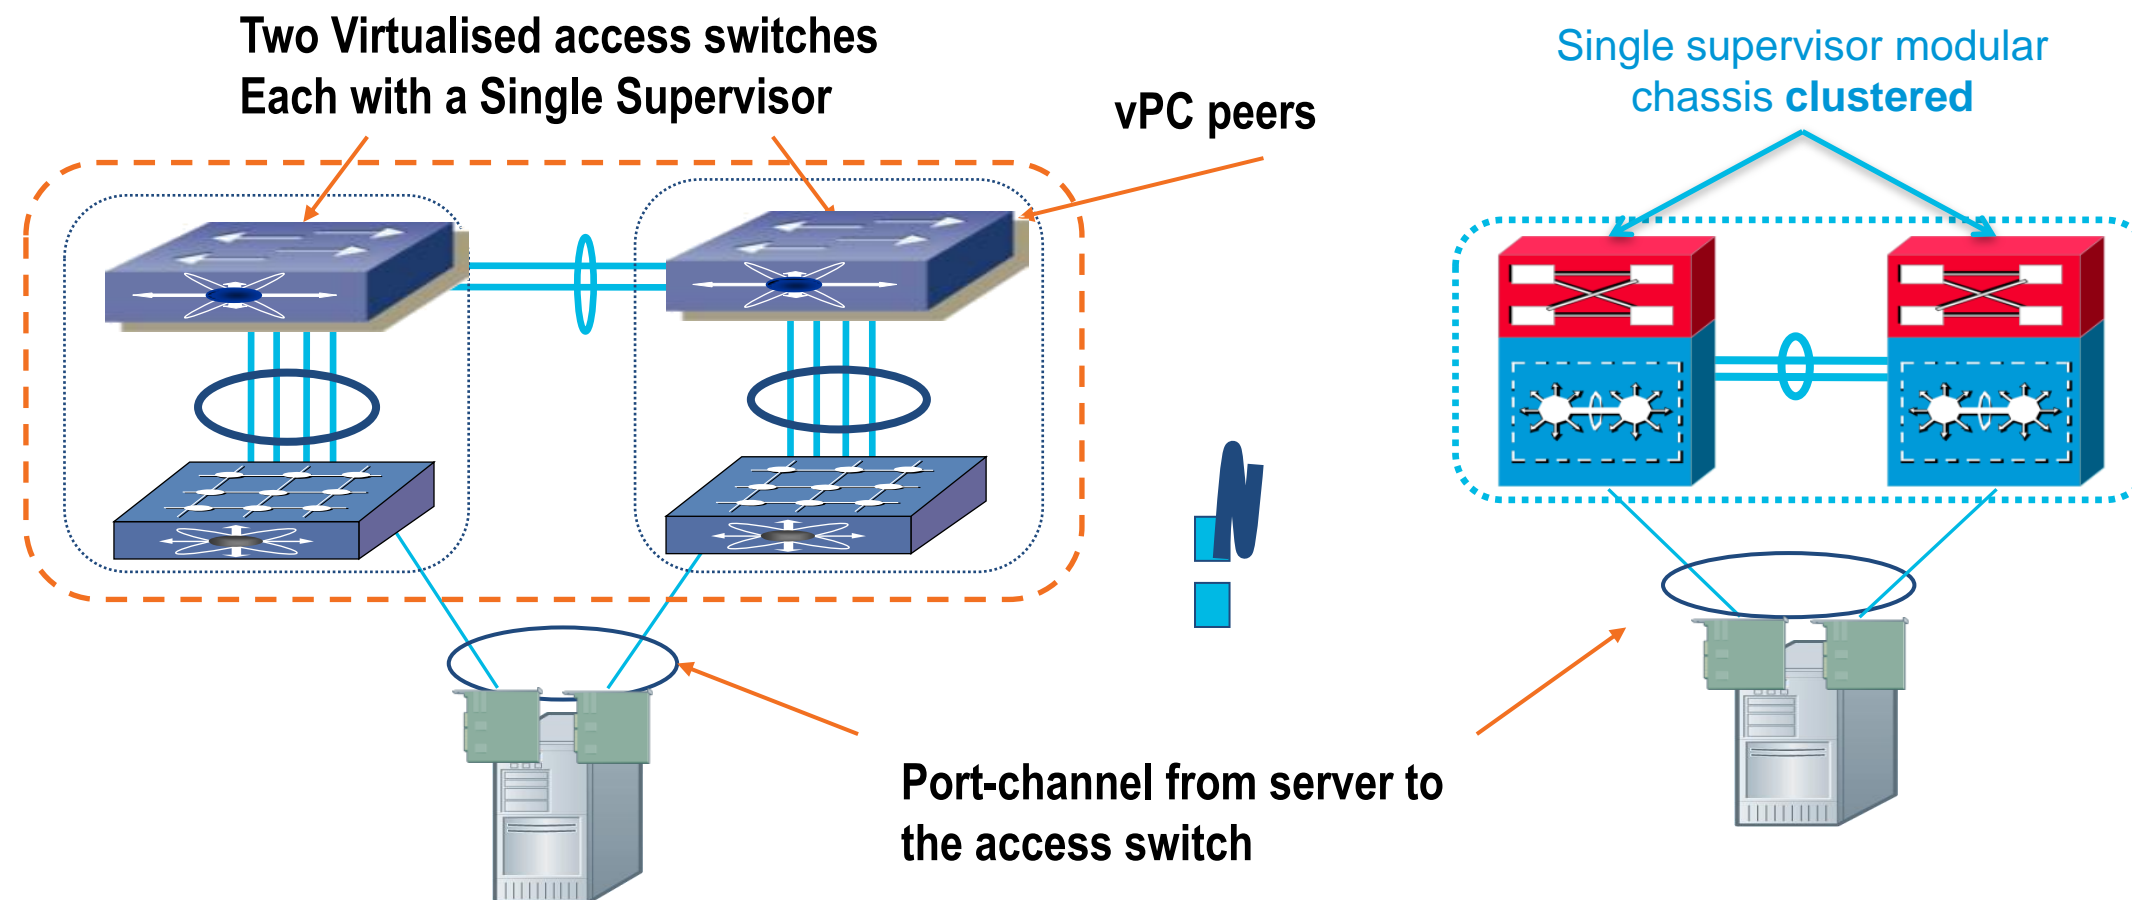 Two Virtualised access switches
Each with a Single Supervisor
vPC peers
Single supervisor modular
chassis clustered
Port-channel from server to
the access switch